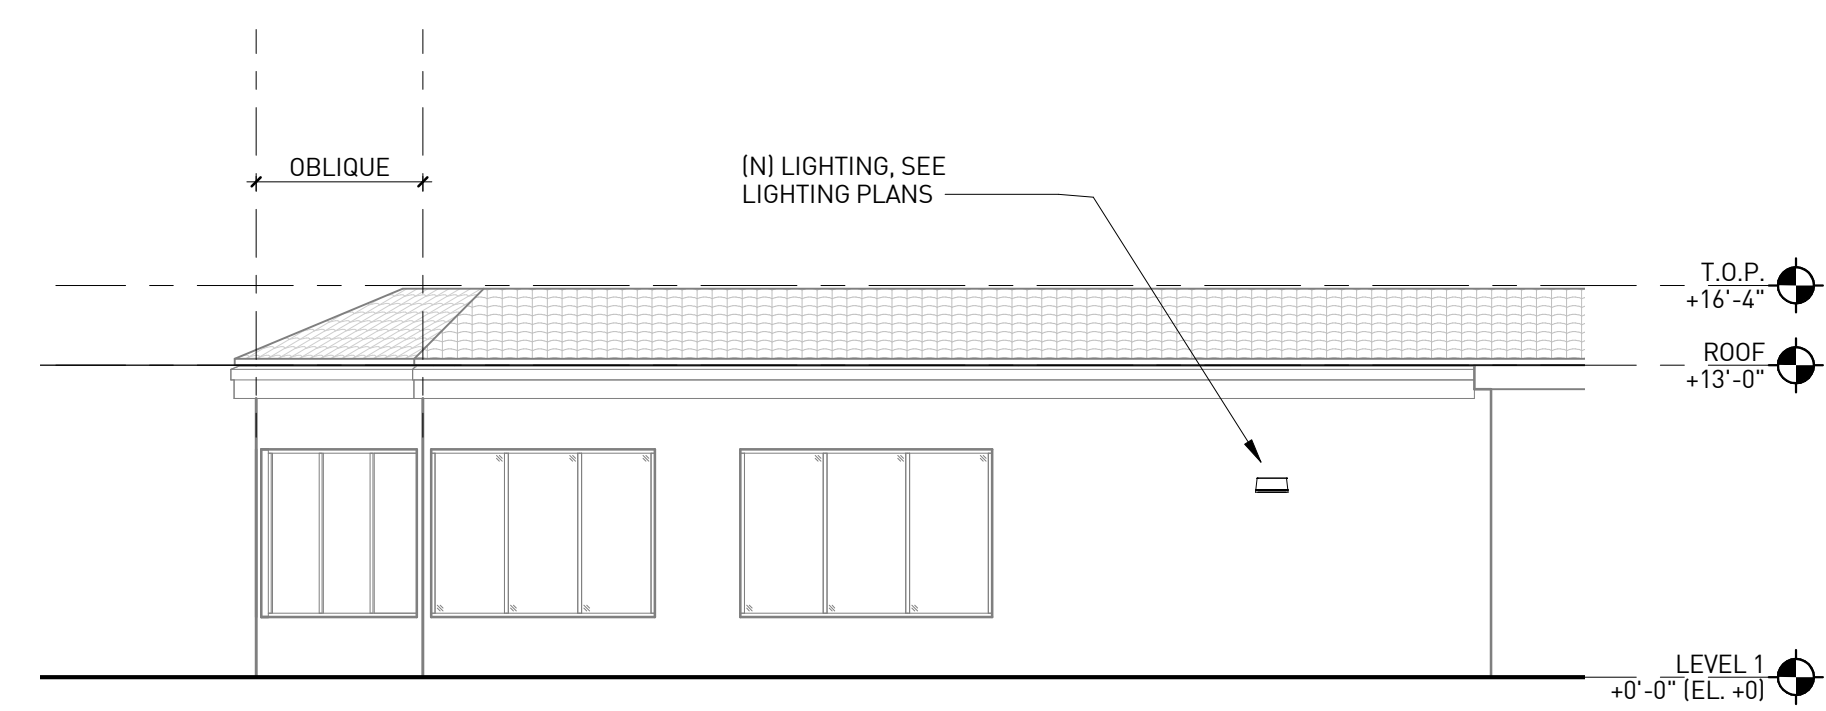 OBLIQUE
(N) LIGHTING, SEE
LIGHTING PLANS
T.O.P.
+16'-4"
ROOF
+13'-0"
LEVEL 1
+0'-0" (EL. +0)